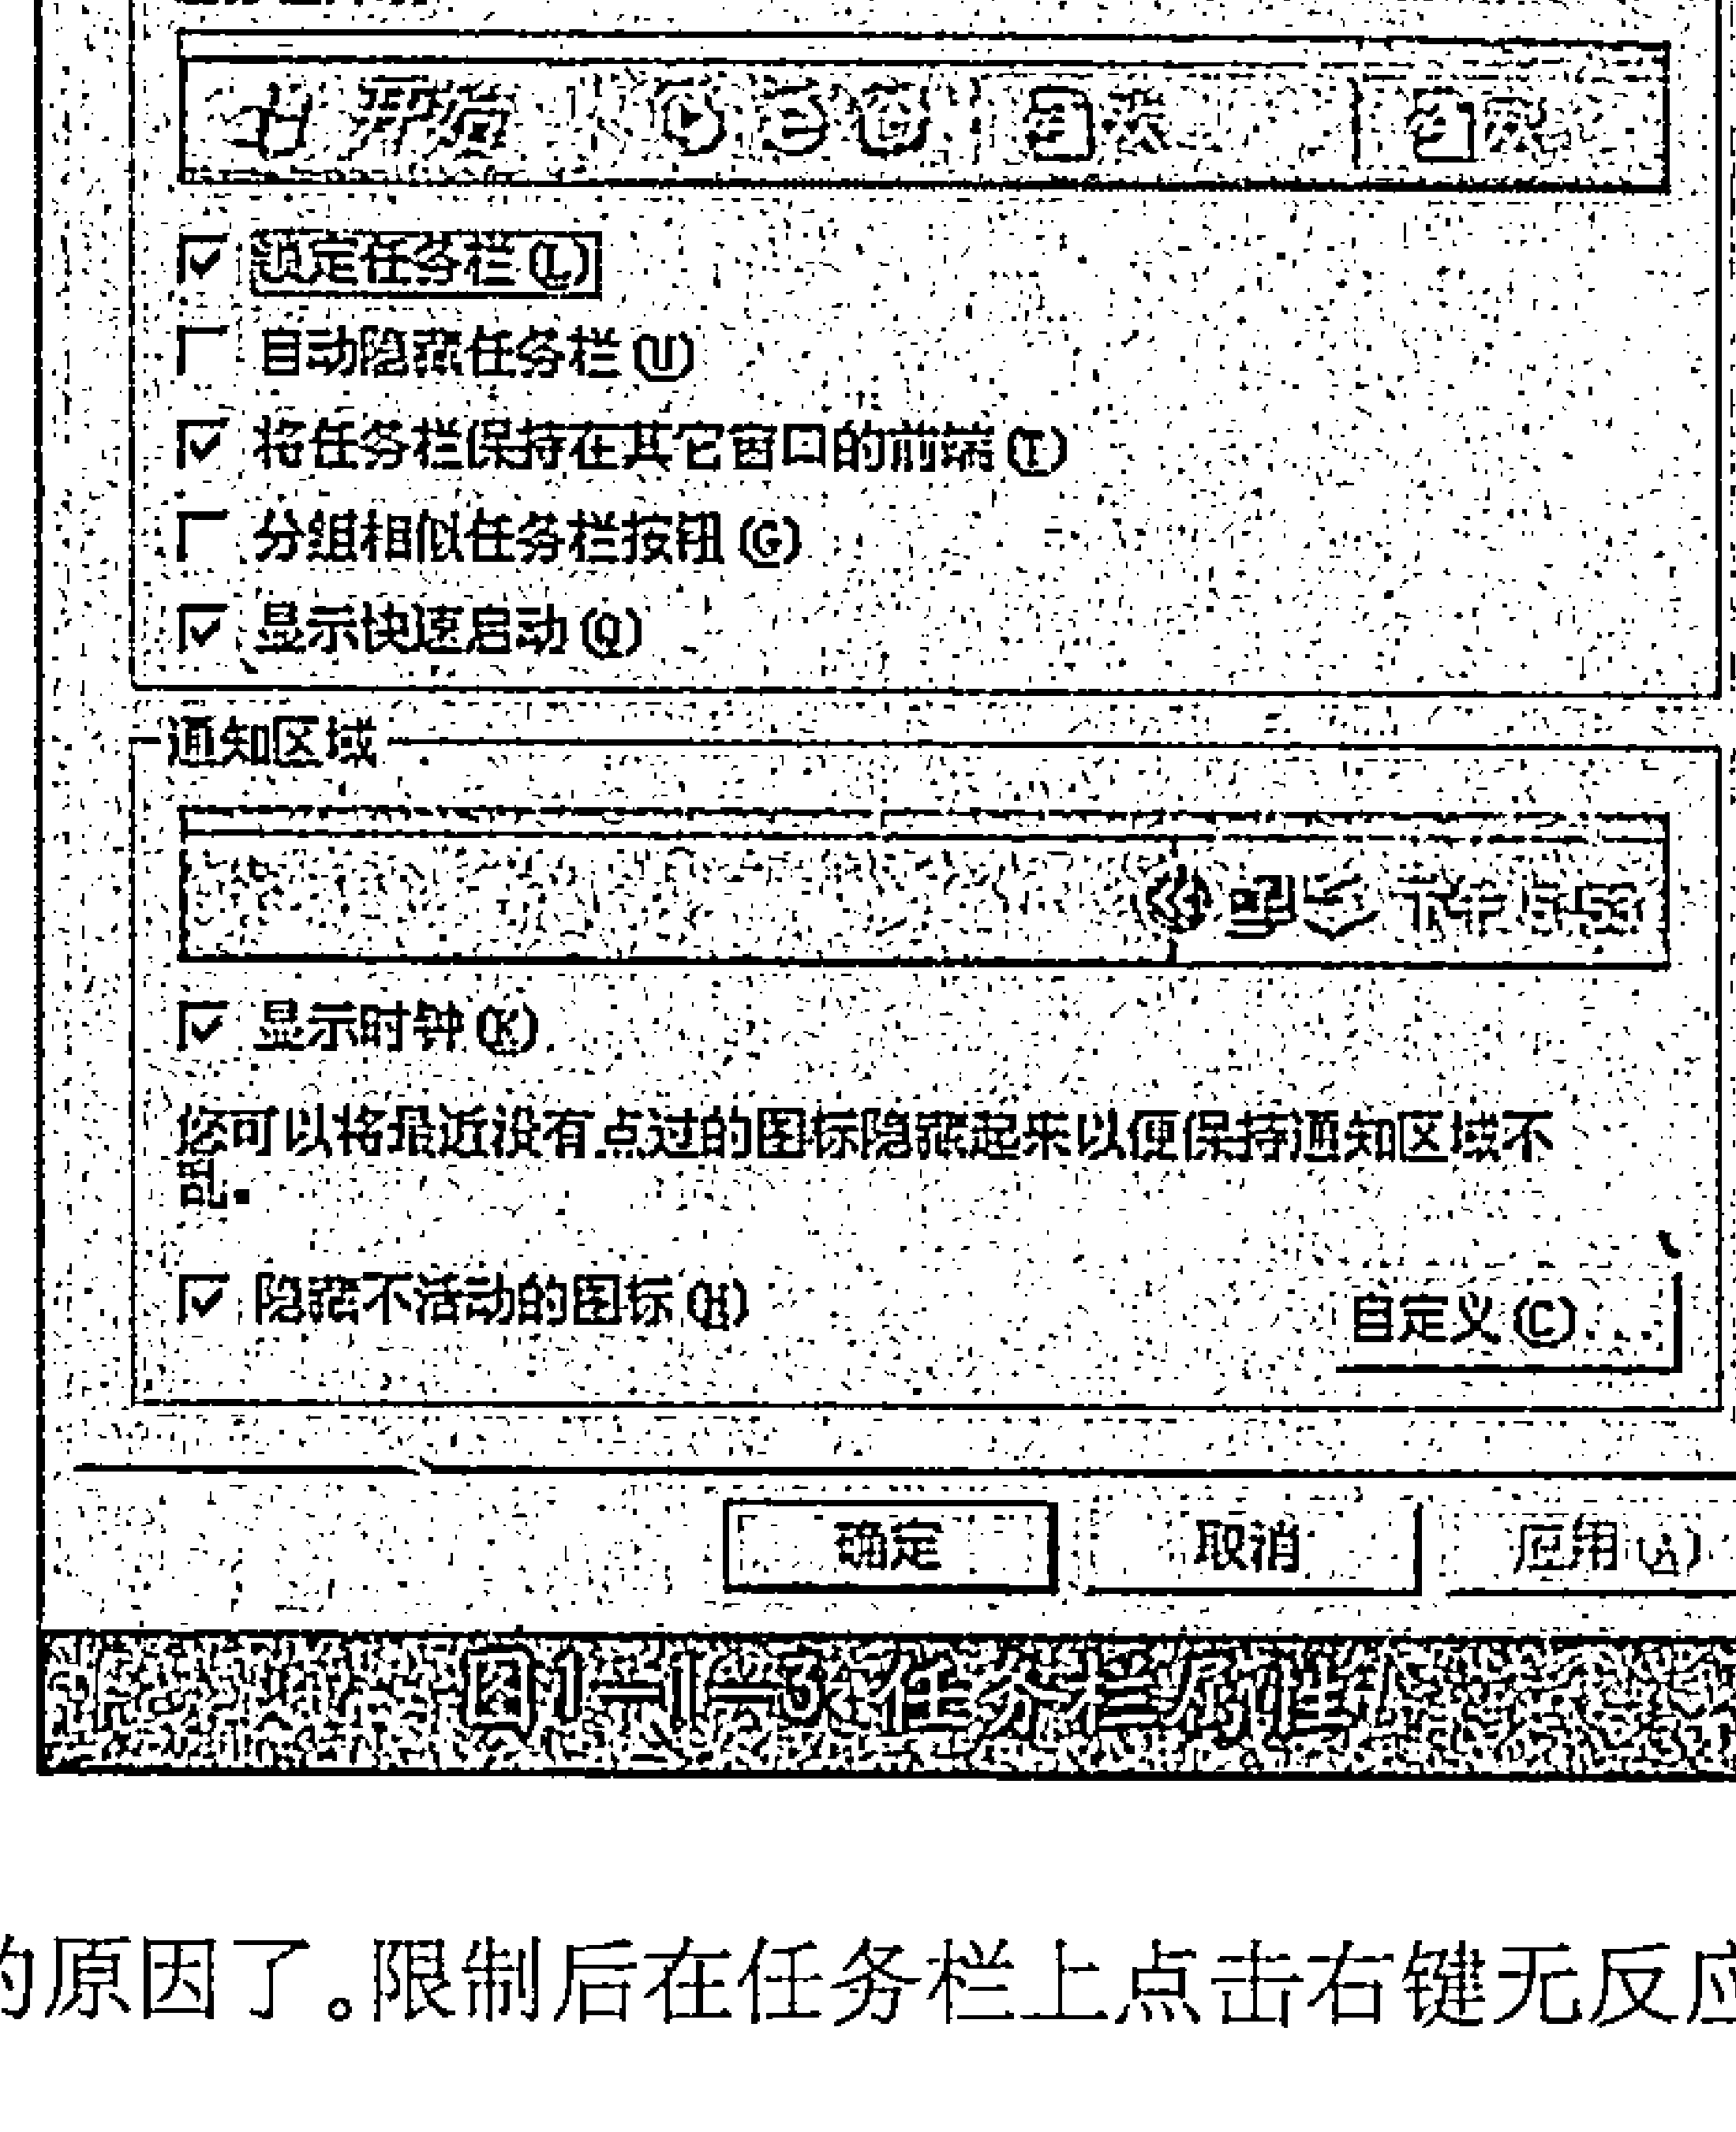 开始
锁定任务栏(L)
自动隐藏任务栏(U)
将任务栏保持在其它窗口的前端(T)
分组相似任务栏按钮(G)
显示快速启动(Q)
通知区域
下午 5:53
显示时钟(K)
您可以将最近没有点过的图标隐藏起来以便保持通知区域不
乱.
隐藏不活动的图标(H)
自定义(C)...
确定 取消 应用(A)
图1—1—3 任务栏属性
的原因了。限制后在任务栏上点击右键无反应